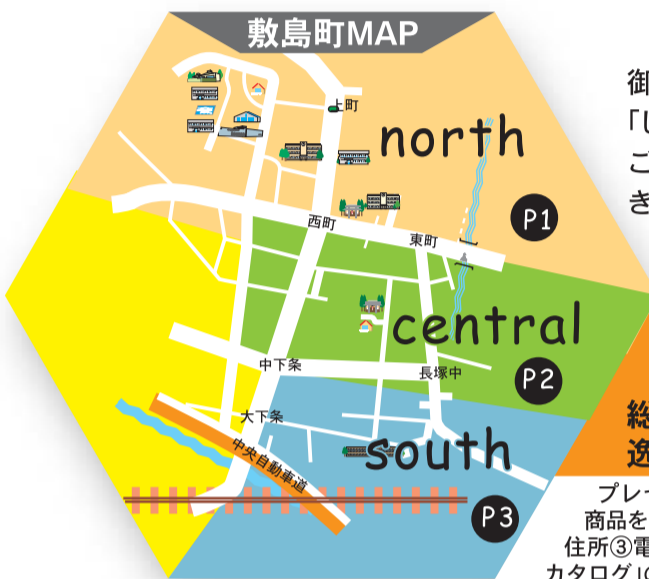 敷島町MAP
上町
north
P1
西町
東町
central
P2
中下条
長塚中
大下条
south
中央自動車道
P3
御
ご
き
総
逸
プレ
商品を
住所③電
カタログ」